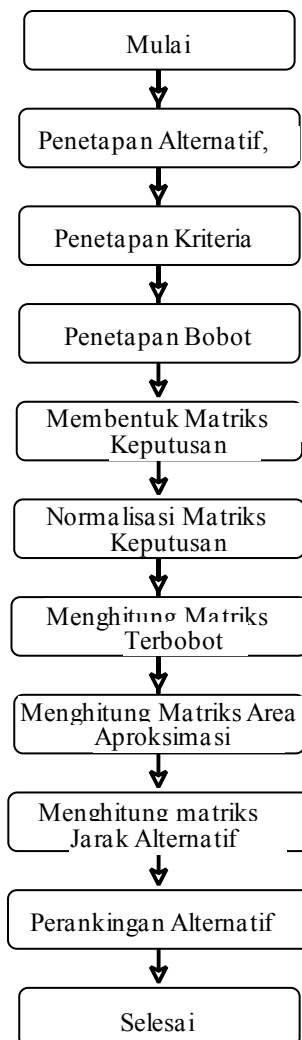 Mulai
Penetapan Alternatif,
Penetapan Kriteria
Penetapan Bobot
Membentuk Matriks
Keputusan
Normalisasi Matriks
Keputusan
Menghitung Matriks
Terbobot
Menghitung Matriks Area
Aproksimasi
Menghitung matriks
Jarak Alternatif
Perankingan Alternatif
Selesai